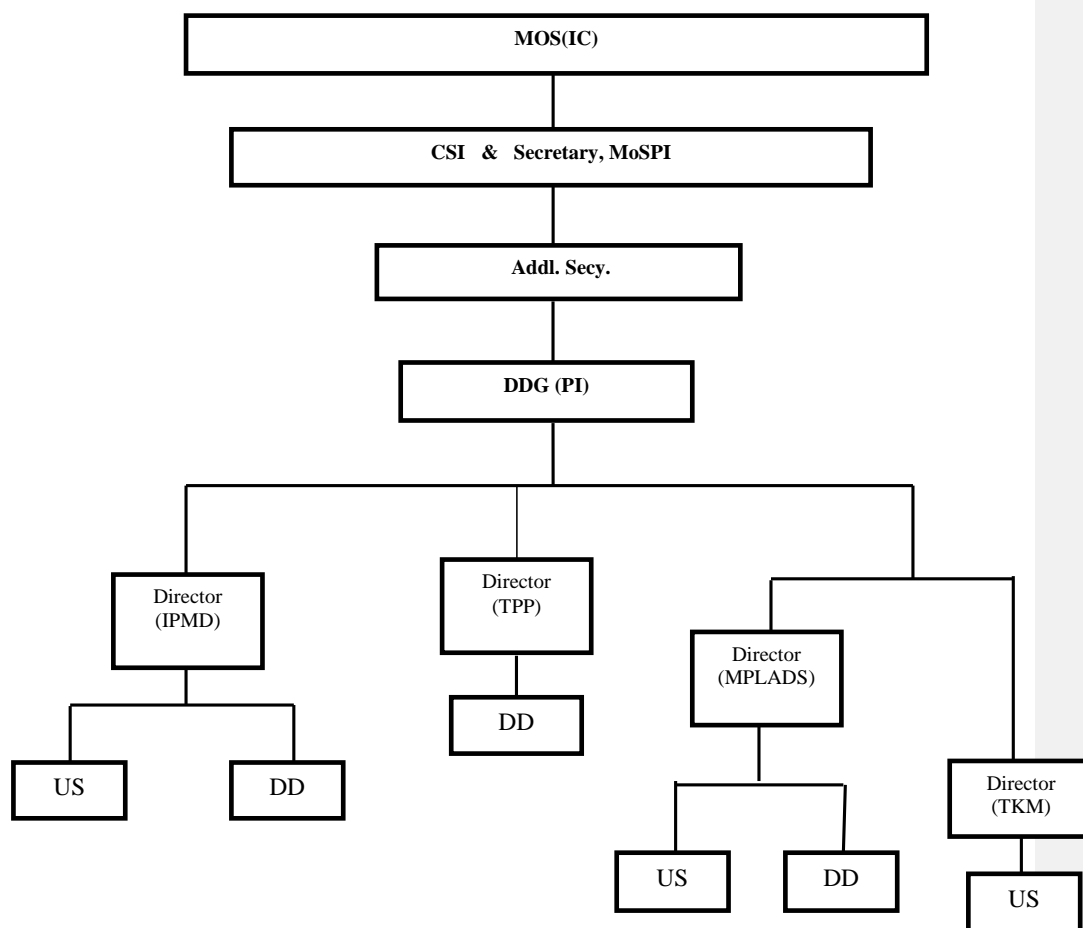 MOS(IC)
CSI & Secretary, MoSPI
Addl. Secy.
DDG (PI)
Director
(IPMD)
Director
(TPP)
Director
(MPLADS)
Director
(TKM)
US
DD
DD
US
DD
US